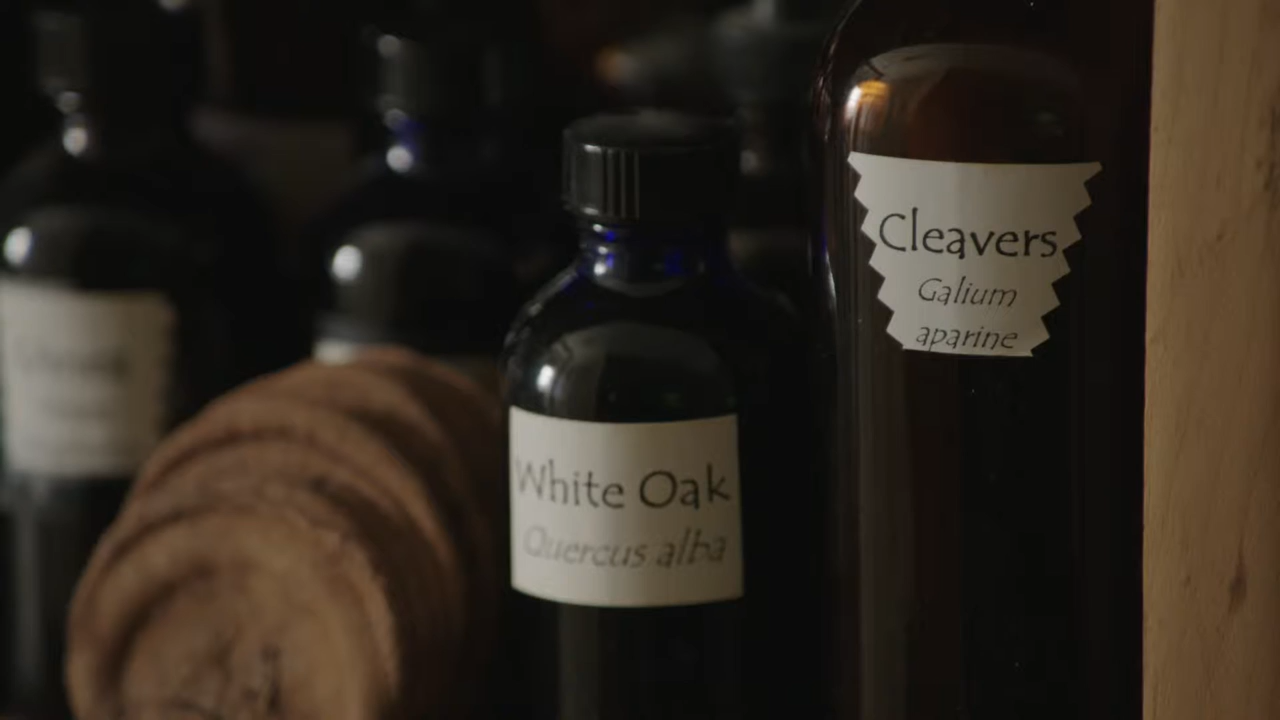 Cleavers
Galium
aparine
White Oak
Quercus alba